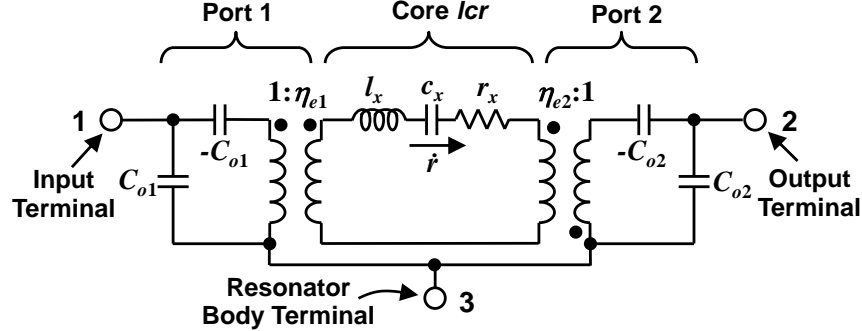 Port 1
Core lcr
Port 2
1:ηe1
lx
cx
rx
ηe2:1
1
-Co1
ṙ
-Co2
2
Input
Terminal
Co1
Co2
Output
Terminal
Resonator
Body Terminal
3